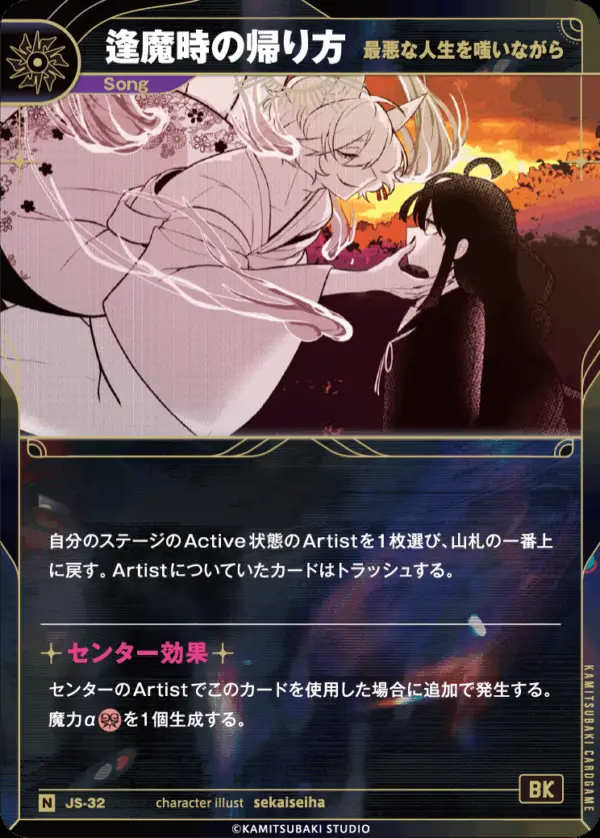 逢魔時の帰り方 最悪な人生を嗤いながら
Song
自分のステージのActive状態のArtistを1枚選び、山札の一番上
に戻す。Artistについていたカードはトラッシュする。
センター効果
センターのArtistでこのカードを使用した場合に追加で発生する。
魔力αを1個生成する。
KAMITSUBAKI CARDGAME
BK
N JS-32 character illust sekaiseiha
©KAMITSUBAKI STUDIO